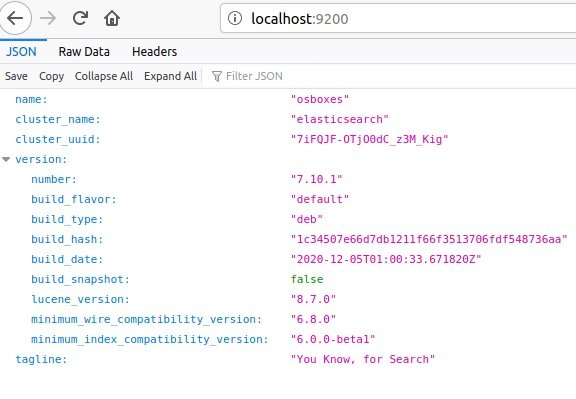 localhost:9200
JSON Raw Data Headers
Save Copy Collapse All Expand All Filter JSON
name: "osboxes"
cluster_name: "elasticsearch"
cluster_uuid: "7iFQJF-OTjO0dC_z3M_Kig"
version:
number: "7.10.1"
build_flavor: "default"
build_type: "deb"
build_hash: "1c34507e66d7db1211f66f3513706fdf548736aa"
build_date: "2020-12-05T01:00:33.671820Z"
build_snapshot: false
lucene_version: "8.7.0"
minimum_wire_compatibility_version: "6.8.0"
minimum_index_compatibility_version: "6.0.0-beta1"
tagline: "You Know, for Search"